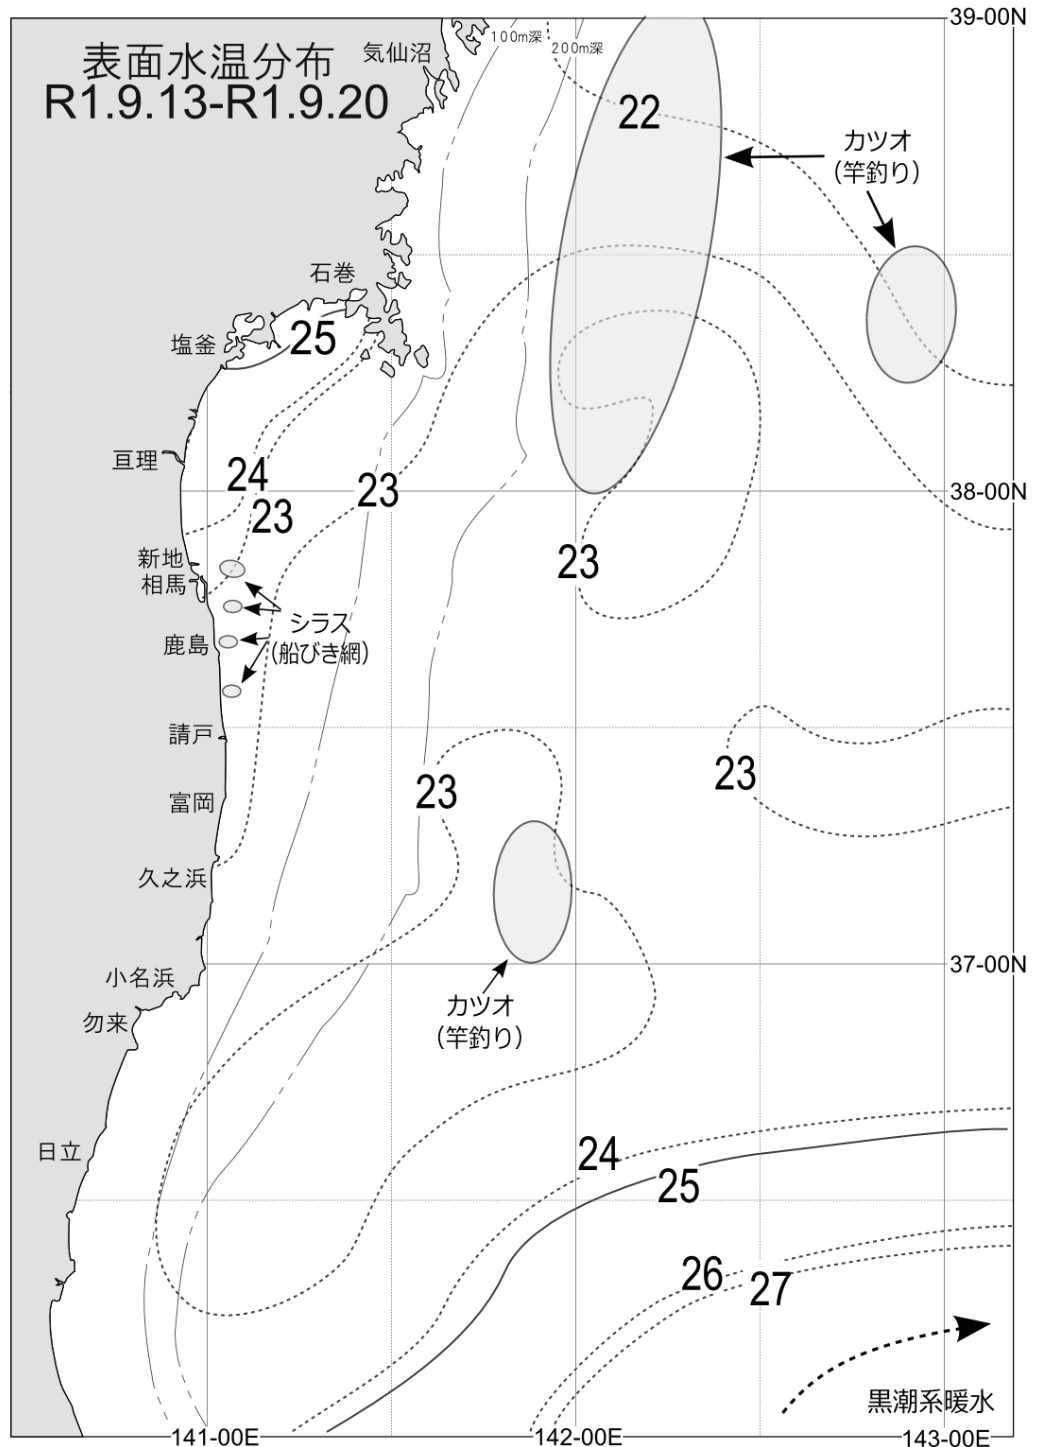 表面水温分布
R1.9.13-R1.9.20
気仙沼
100m深
200m深
39-00N
22
カツオ
(竿釣り)
石巻
塩釜
25
亘理
24
23
23
38-00N
新地
相馬
23
シラス
(船びき網)
鹿島
請戸
23
23
富岡
久之浜
37-00N
小名浜
カツオ
(竿釣り)
勿来
日立
24
25
26
27
黒潮系暖水
141-00E
142-00E
143-00E